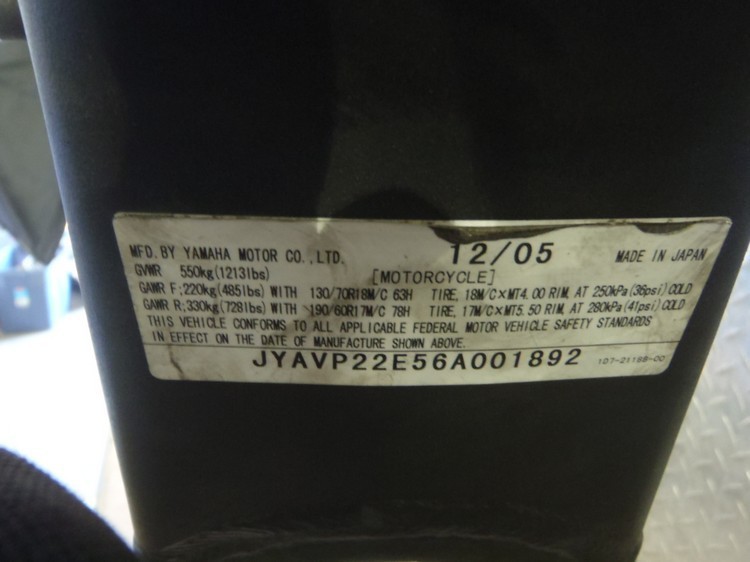 MFD. BY YAMAHA MOTOR CO.,LTD. 12/05 MADE IN JAPAN
GVWR 550kg(1213lbs) [MOTORCYCLE]
GAWR F;220kg(485lbs) WITH 130/70R18M/C 63H TIRE, 18M/C×MT4.00 RIM, AT 250kPa(36psi)COLD
GAWR R;330kg(728lbs) WITH 190/60R17M/C 78H TIRE, 17M/C×MT5.50 RIM, AT 280kPa(41psi)COLD
THIS VEHICLE CONFORMS TO ALL APPLICABLE FEDERAL MOTOR VEHICLE SAFETY STANDARDS
IN EFFECT ON THE DATE OF MANUFACTURE SHOWN ABOVE.
JYAVP22E56A001892 1D7-2118B-00